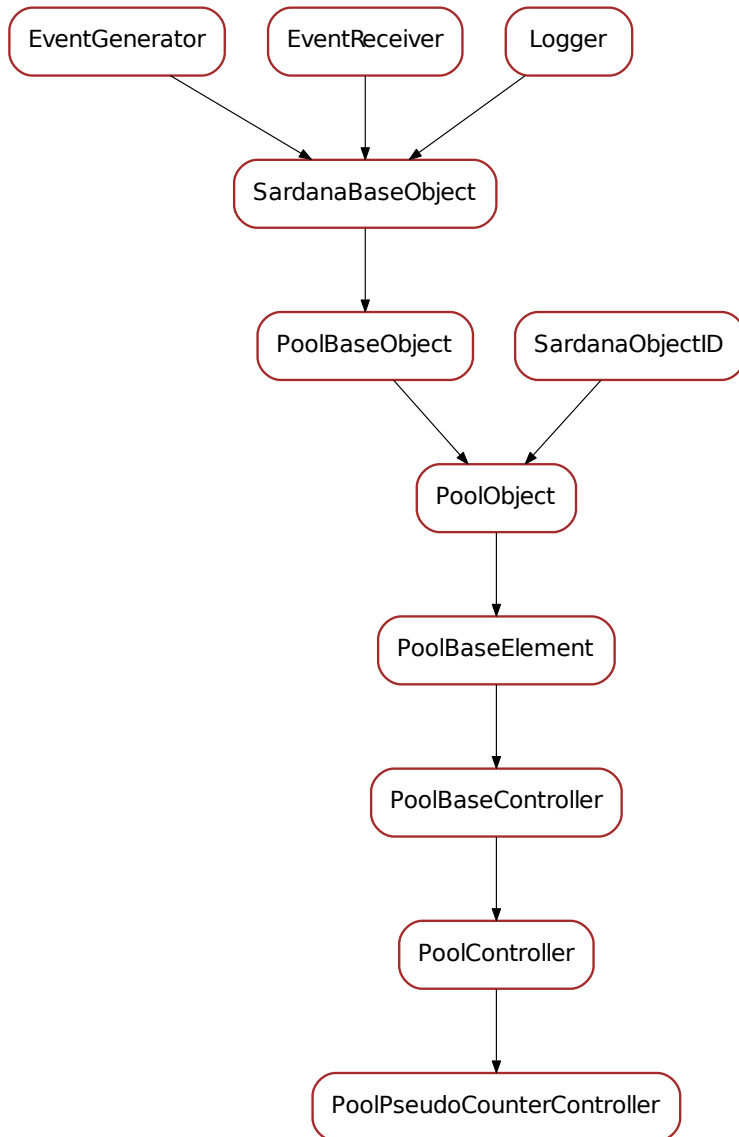 EventGenerator
EventReceiver
Logger
SardanaBaseObject
PoolBaseObject
SardanaObjectID
PoolObject
PoolBaseElement
PoolBaseController
PoolController
PoolPseudoCounterController